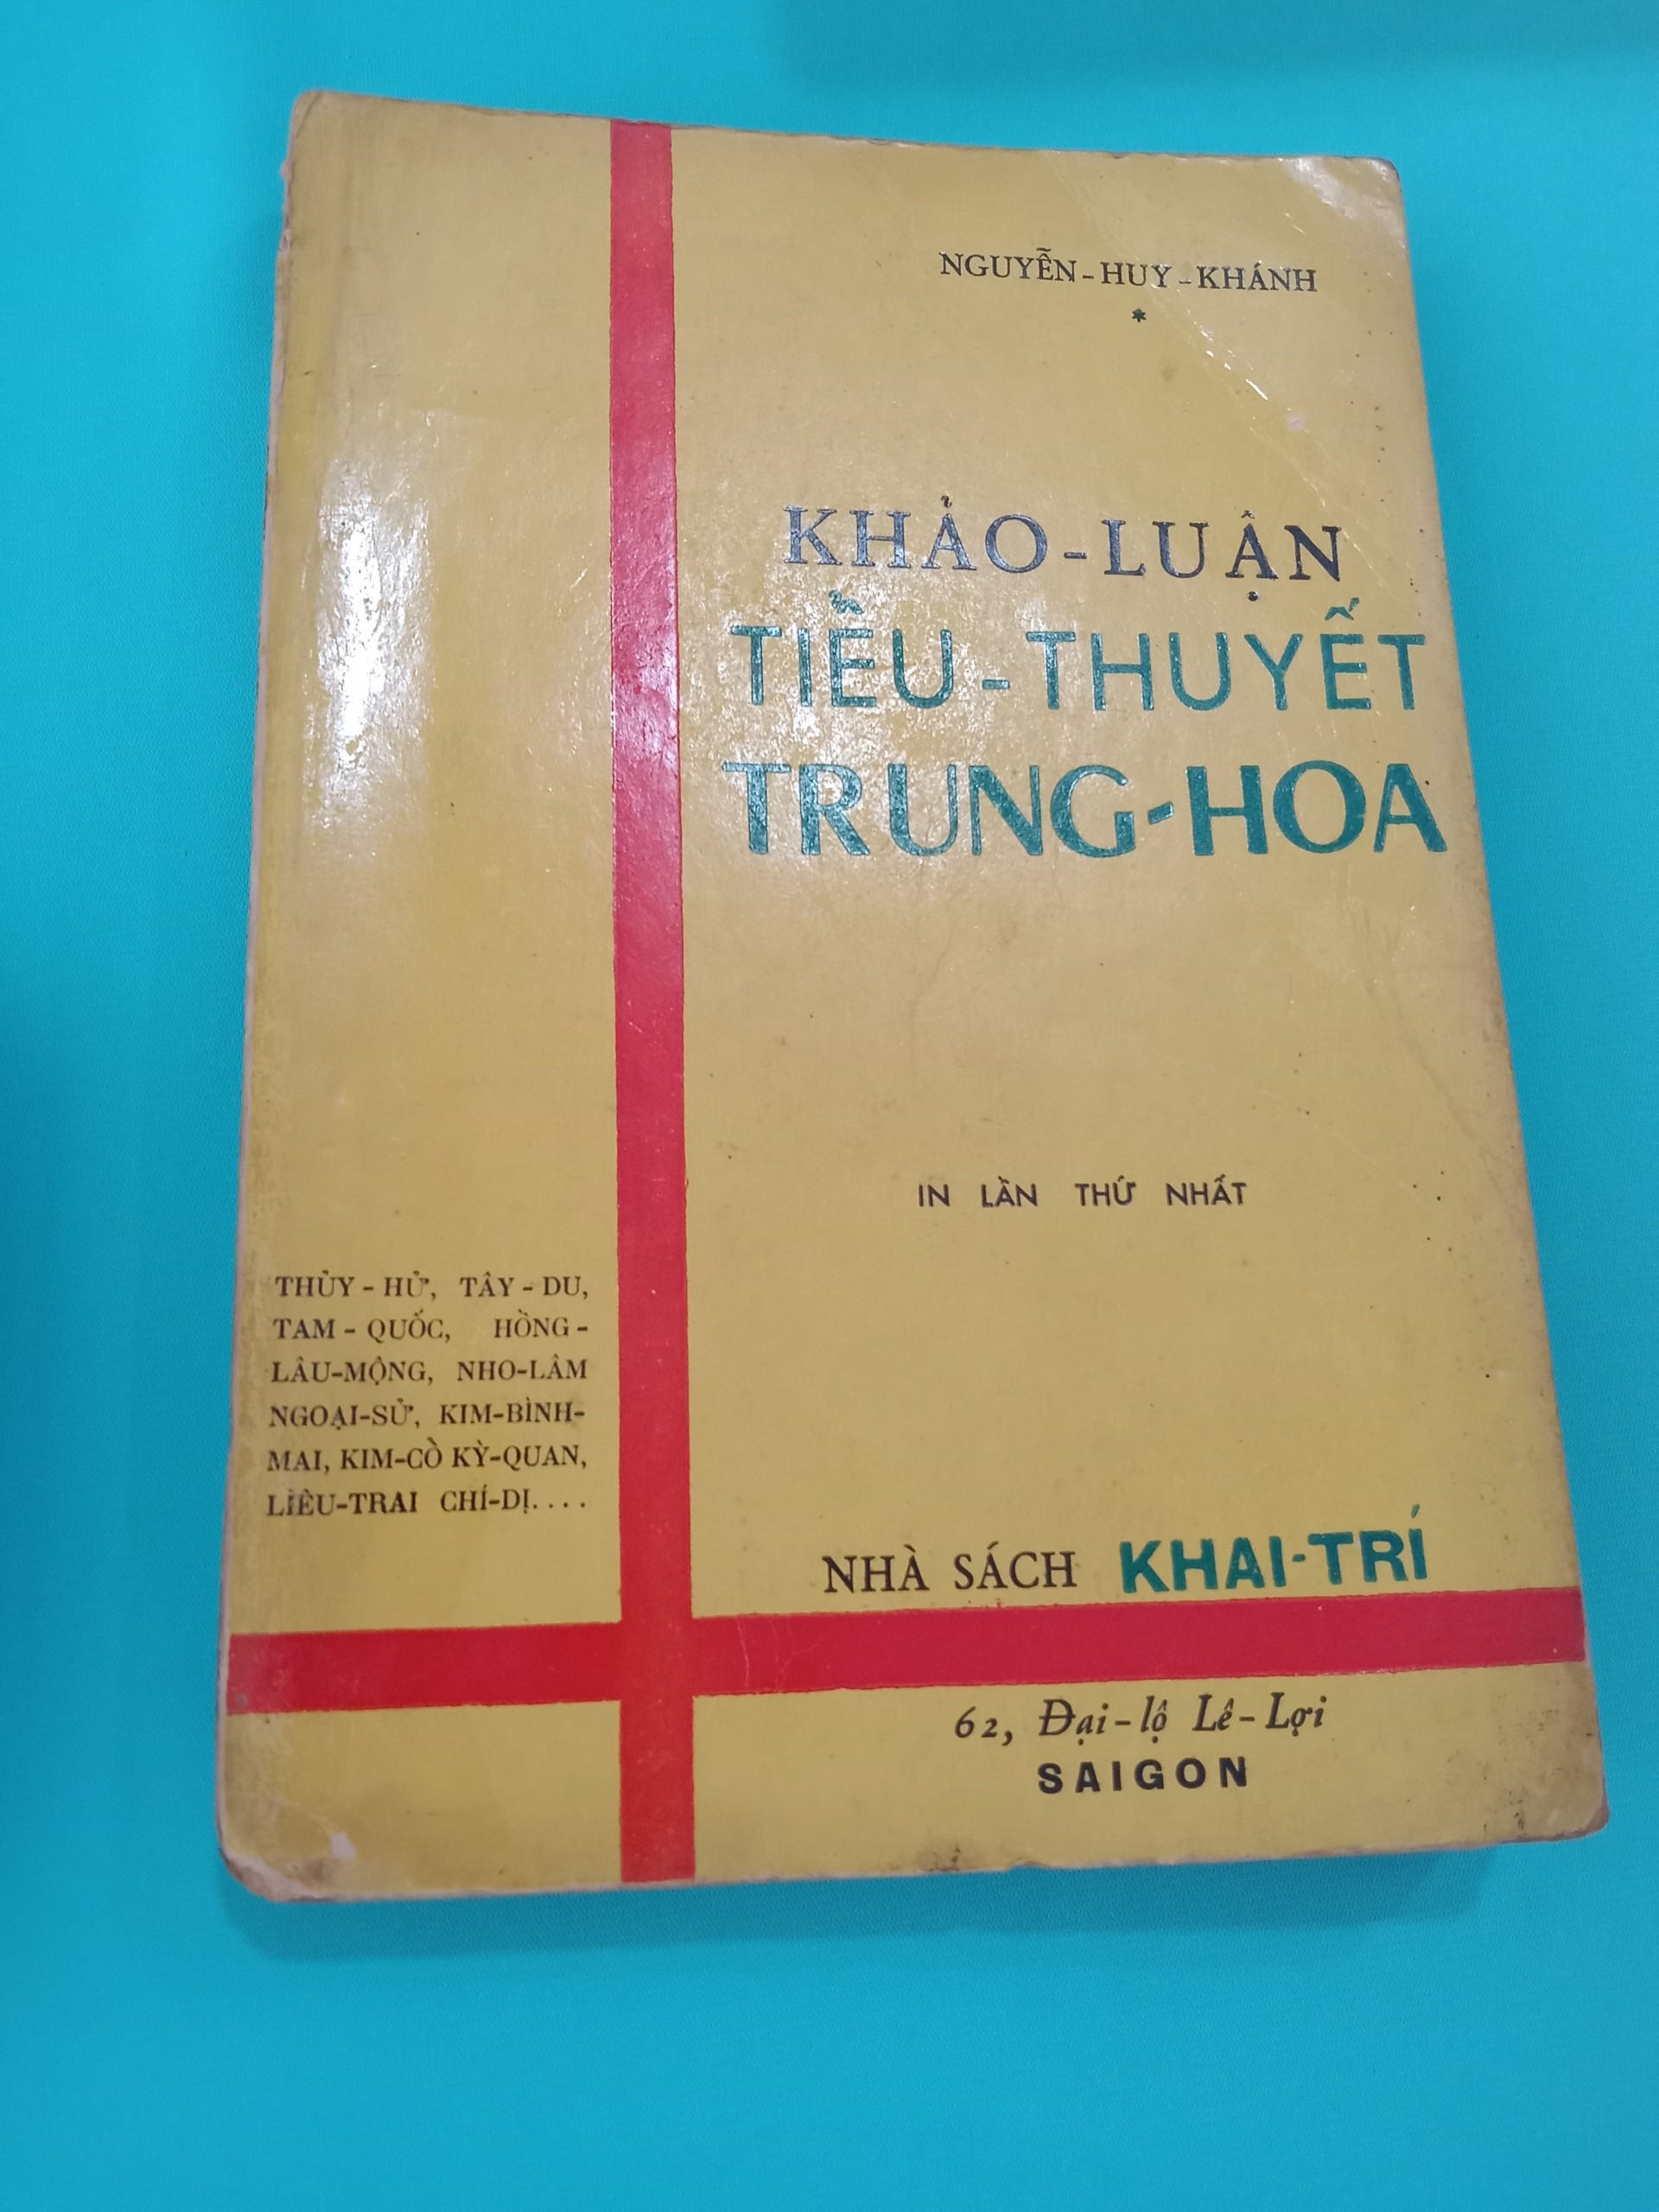 NGUYỄN-HUY-KHÁNH
*
KHẢO-LUẬN
TIỂU-THUYẾT
TRUNG-HOA
IN LẦN THỨ NHẤT
THỦY-HỬ, TÂY-DU,
TAM-QUỐC, HỒNG-
LÂU-MỘNG, NHO-LÂM
NGOẠI-SỬ, KIM-BÌNH-
MAI, KIM-CỔ KỲ-QUAN,
LIÊU-TRAI CHÍ-DỊ....
NHÀ SÁCH KHAI-TRÍ
62, Đại-lộ Lê-Lợi
SAIGON